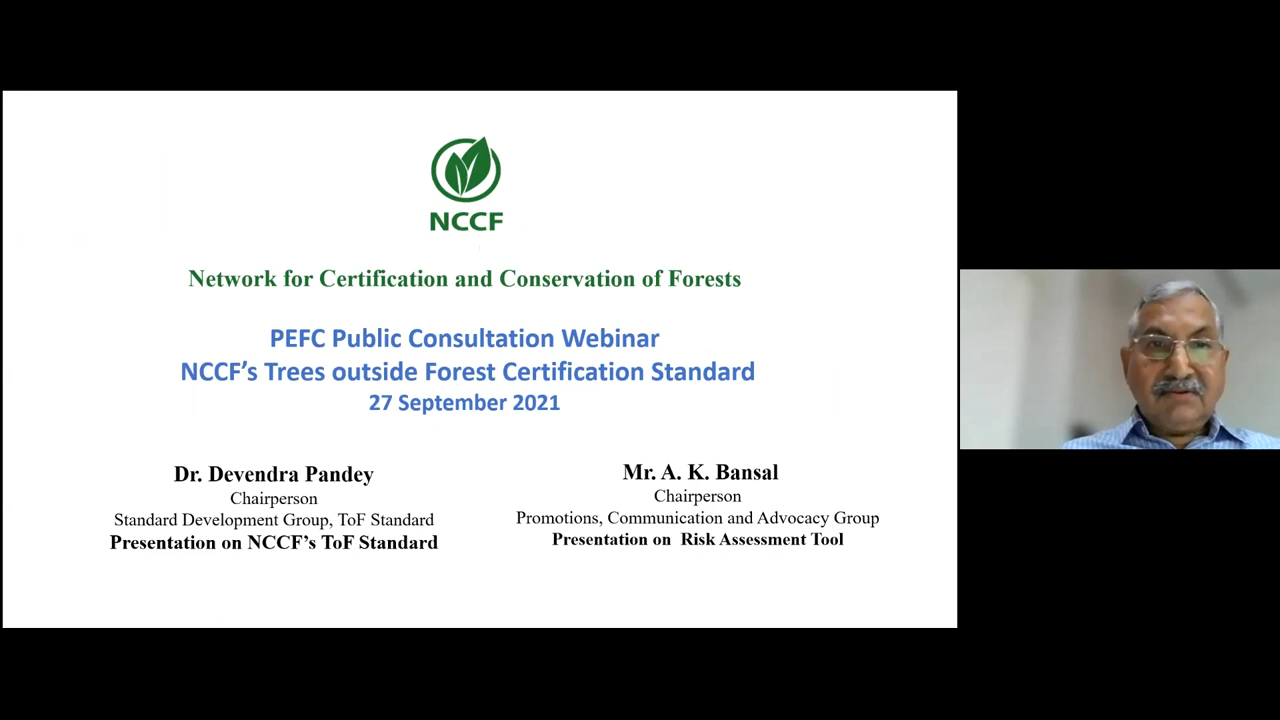 NCCF
Network for Certification and Conservation of Forests
PEFC Public Consultation Webinar
NCCF's Trees outside Forest Certification Standard
27 September 2021
Dr. Devendra Pandey
Chairperson
Standard Development Group, ToF Standard
Presentation on NCCF's ToF Standard
Mr. A. K. Bansal
Chairperson
Promotions, Communication and Advocacy Group
Presentation on Risk Assessment Tool